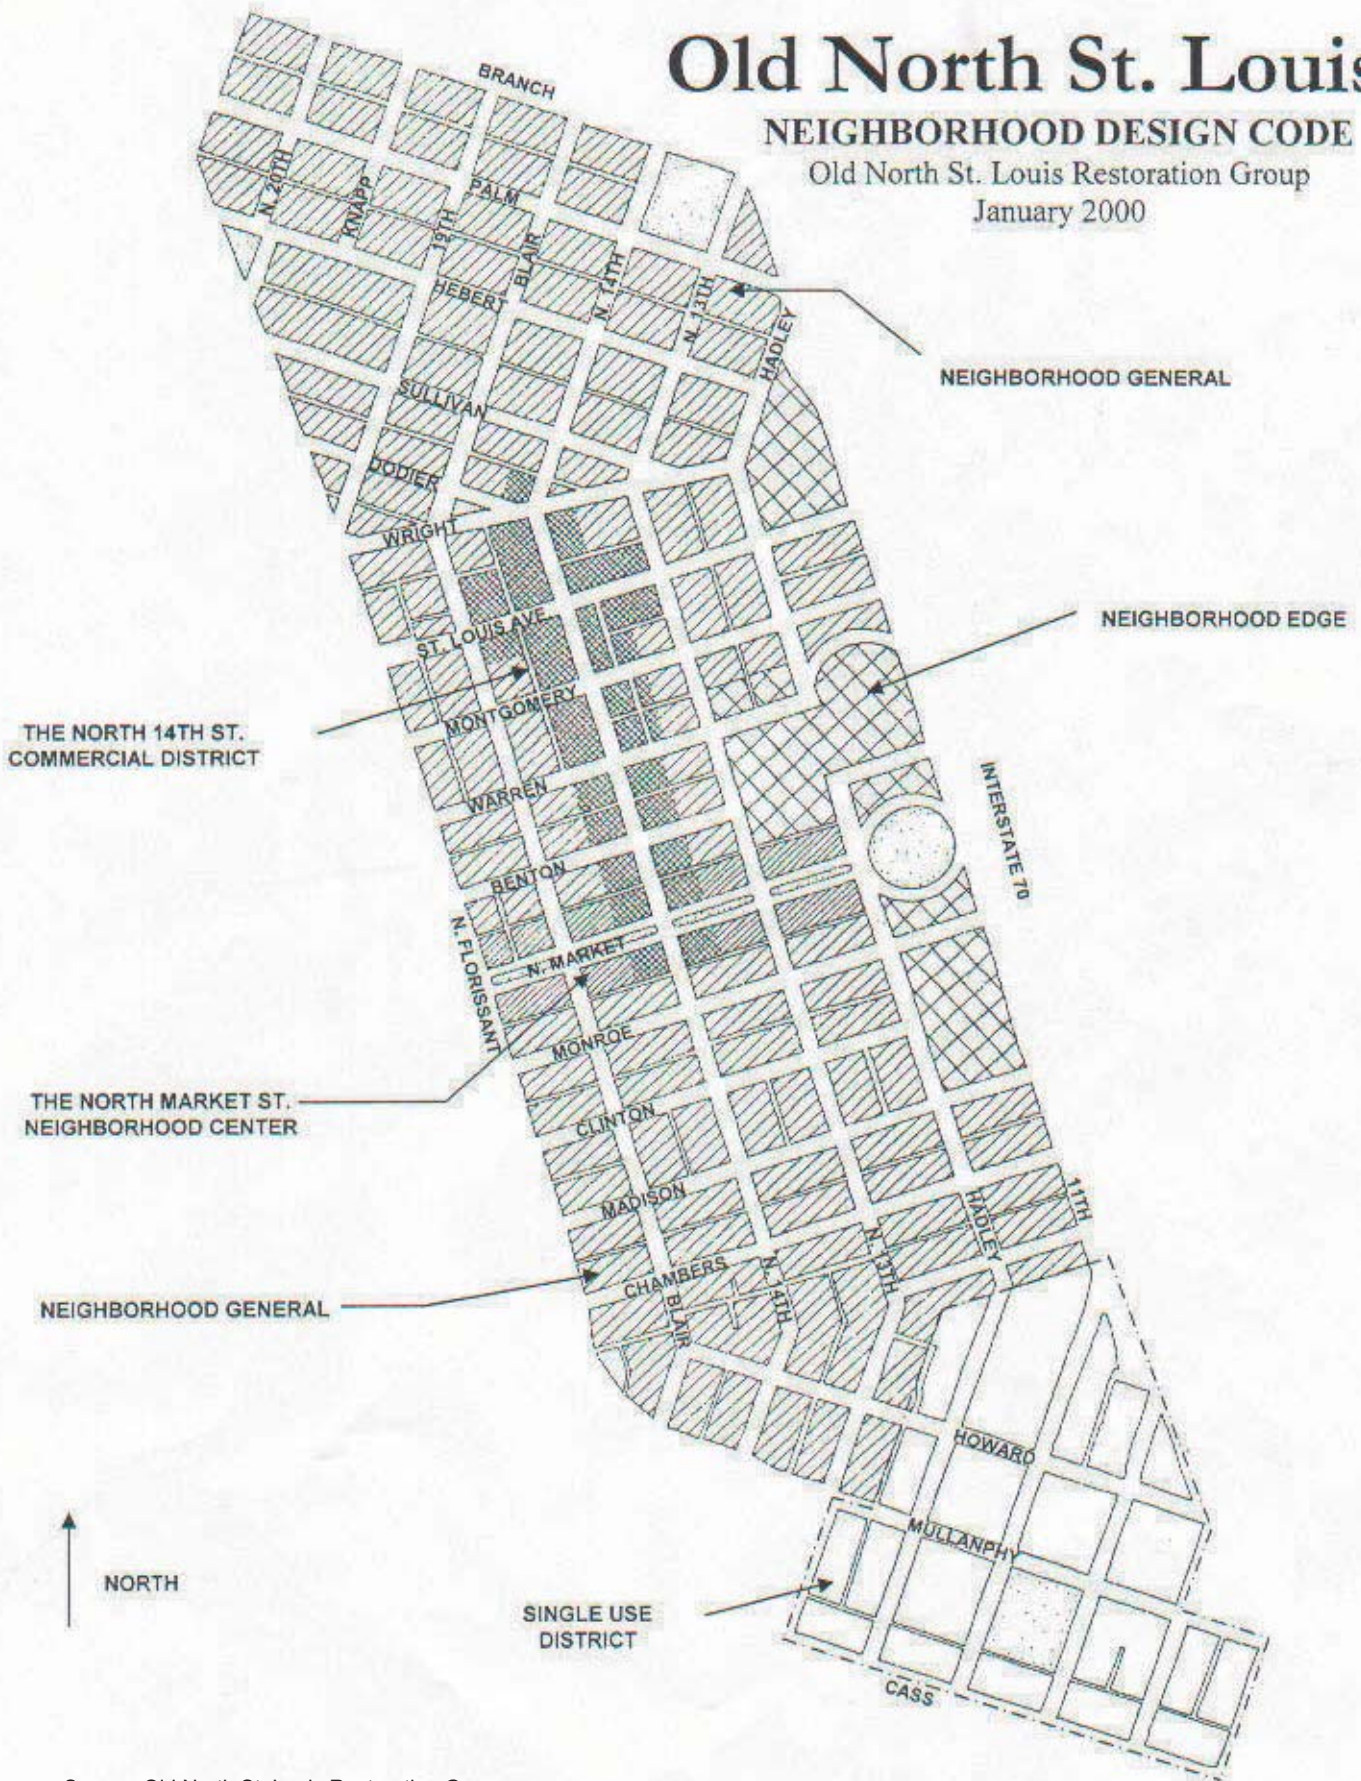 Old North St. Louis
NEIGHBORHOOD DESIGN CODE
Old North St. Louis Restoration Group
January 2000
BRANCH
N. 20TH
KNAPP
PALM
19TH
BLAIR
N. 14TH
N. 13TH
HEBERT
HADLEY
NEIGHBORHOOD GENERAL
SULLIVAN
DODIER
WRIGHT
ST. LOUIS AVE.
NEIGHBORHOOD EDGE
MONTGOMERY
THE NORTH 14TH ST.
COMMERCIAL DISTRICT
WARREN
INTERSTATE 70
BENTON
N. FLORISSANT
N. MARKET
MONROE
THE NORTH MARKET ST.
NEIGHBORHOOD CENTER
CLINTON
MADISON
HADLEY
11TH
CHAMBERS
N. 14TH
N. 13TH
NEIGHBORHOOD GENERAL
BLAIR
HOWARD
MULLANPHY
NORTH
SINGLE USE
DISTRICT
CASS